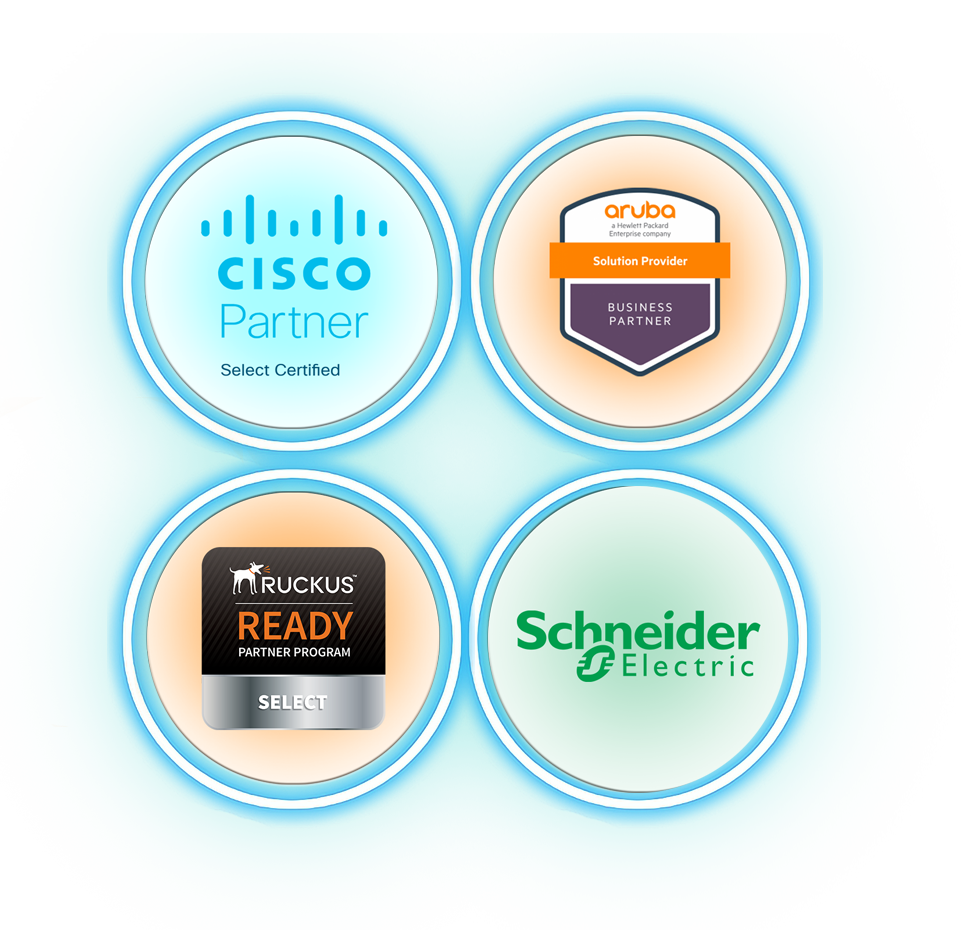 CISCO
Partner
Select Certified
aruba
a Hewlett Packard
Enterprise company
Solution Provider
BUSINESS
PARTNER
RUCKUS™
READY
PARTNER PROGRAM
SELECT
Schneider
Electric